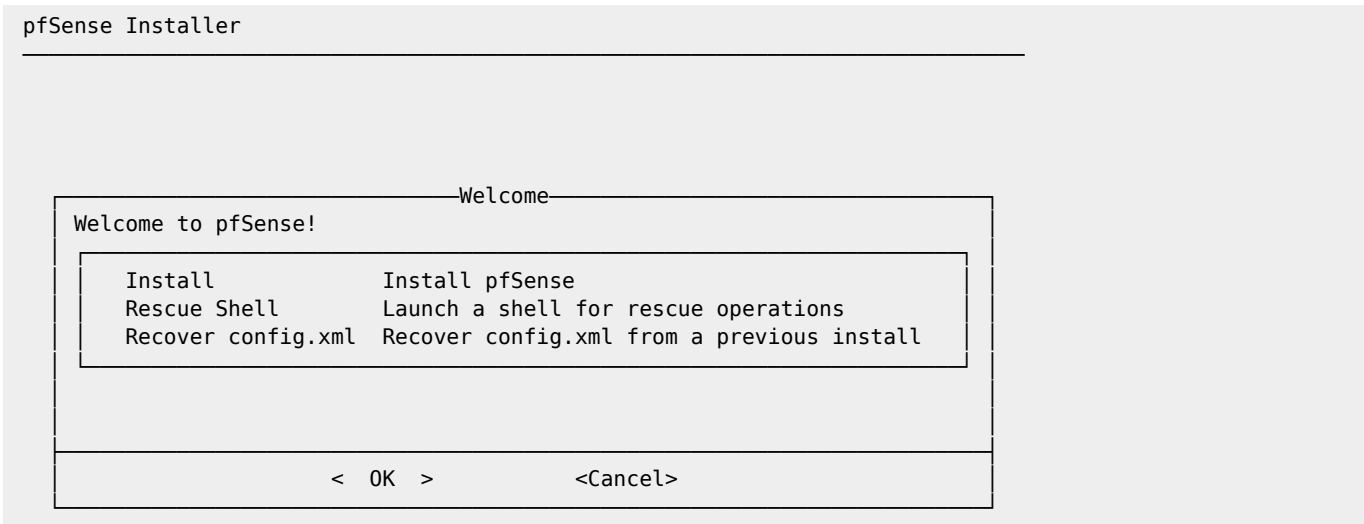 pfSense Installer
Welcome
Welcome to pfSense!
Install Install pfSense
Rescue Shell Launch a shell for rescue operations
Recover config.xml Recover config.xml from a previous install
< OK > <Cancel>